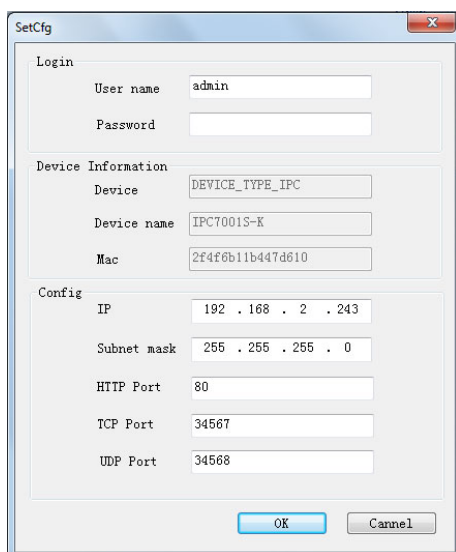 SetCfg
Login
User name admin
Password
Device Information
Device DEVICE_TYPE_IPC
Device name IPC7001S-K
Mac 2f4f6b11b447d610
Config
IP 192 . 168 . 2 . 243
Subnet mask 255 . 255 . 255 . 0
HTTP Port 80
TCP Port 34567
UDP Port 34568
OK Cannel